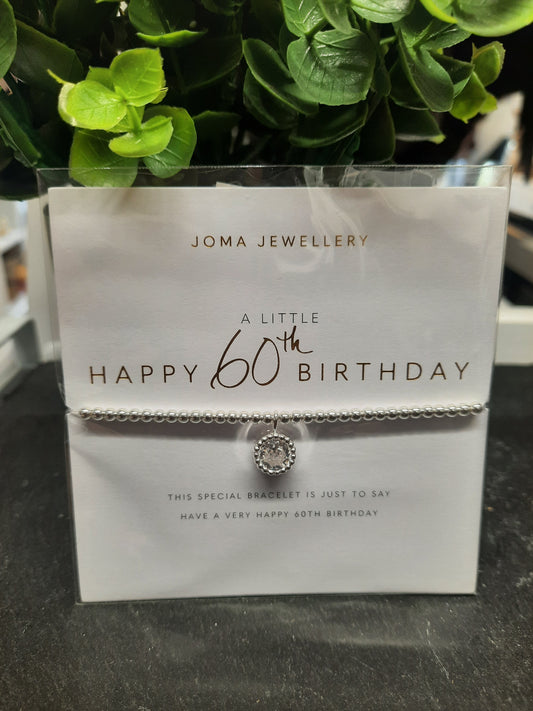 JOMA JEWELLERY
A LITTLE
HAPPY 60th BIRTHDAY
THIS SPECIAL BRACELET IS JUST TO SAY
HAVE A VERY HAPPY 60TH BIRTHDAY